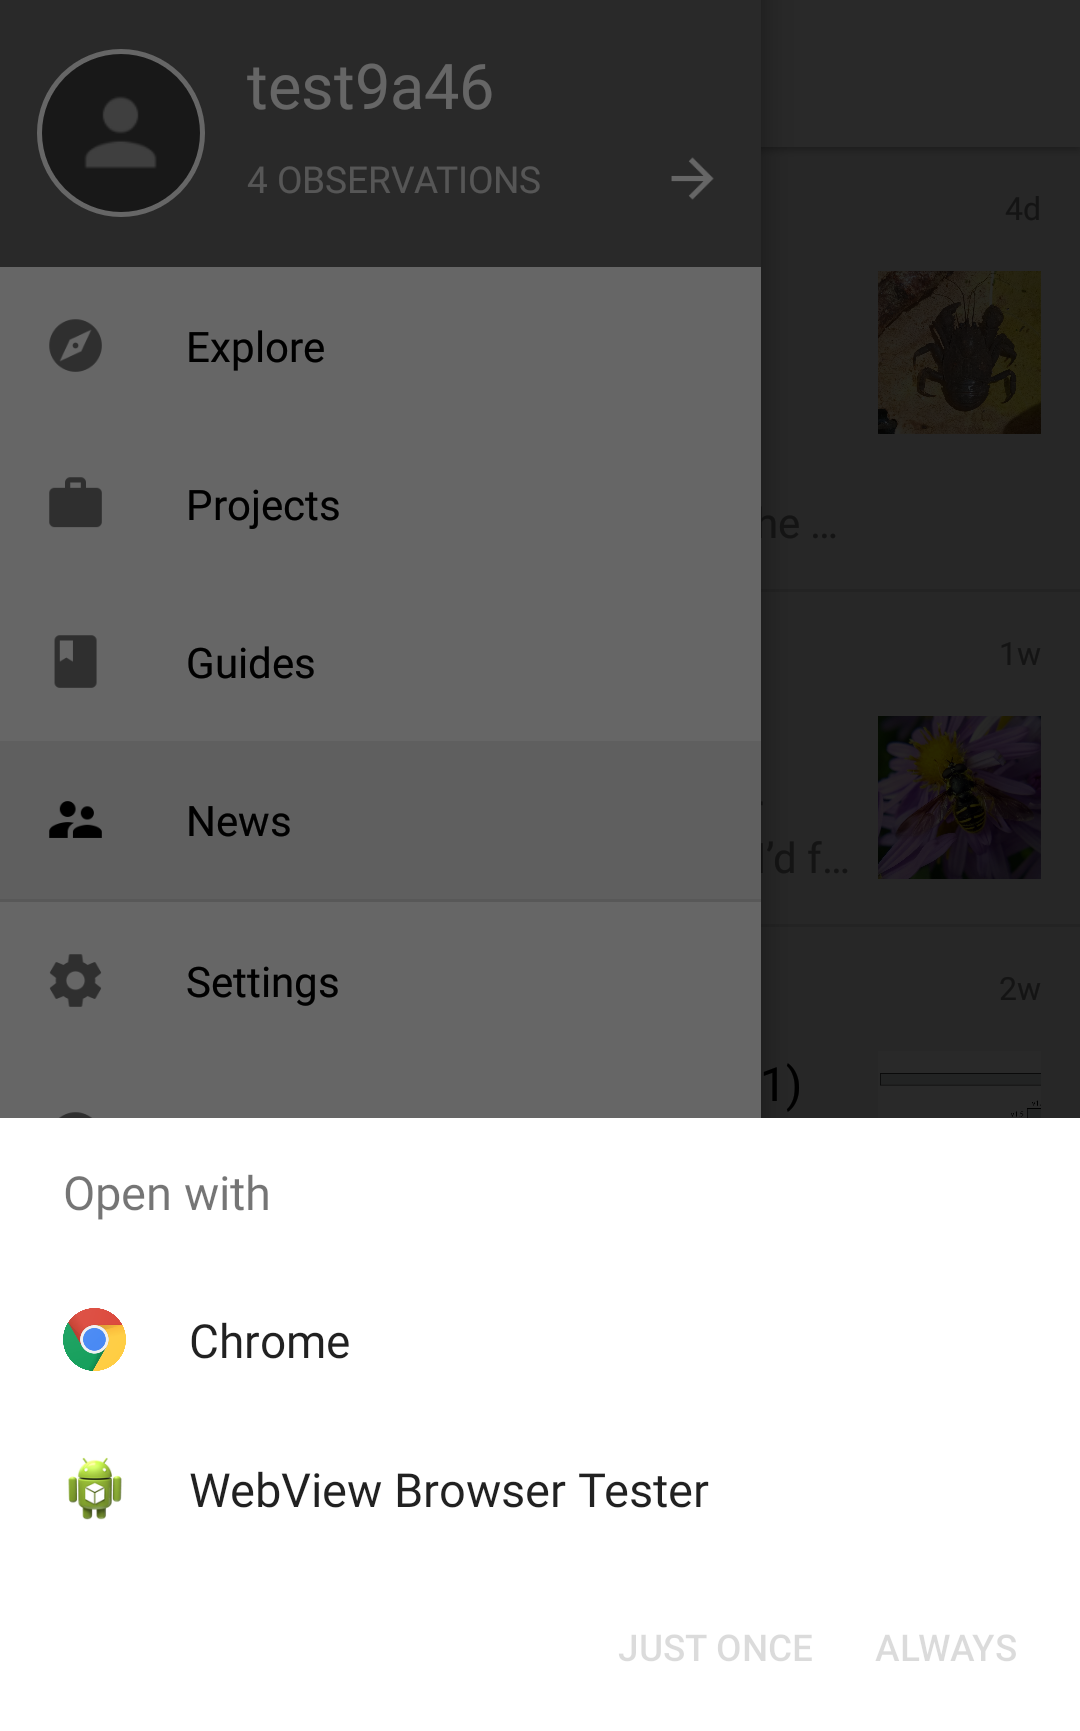 test9a46
4 OBSERVATIONS
4d
Explore
Projects
ne ...
Guides
1w
News
'd f...
Settings
2w
1)
Open with
Chrome
WebView Browser Tester
JUST ONCE
ALWAYS